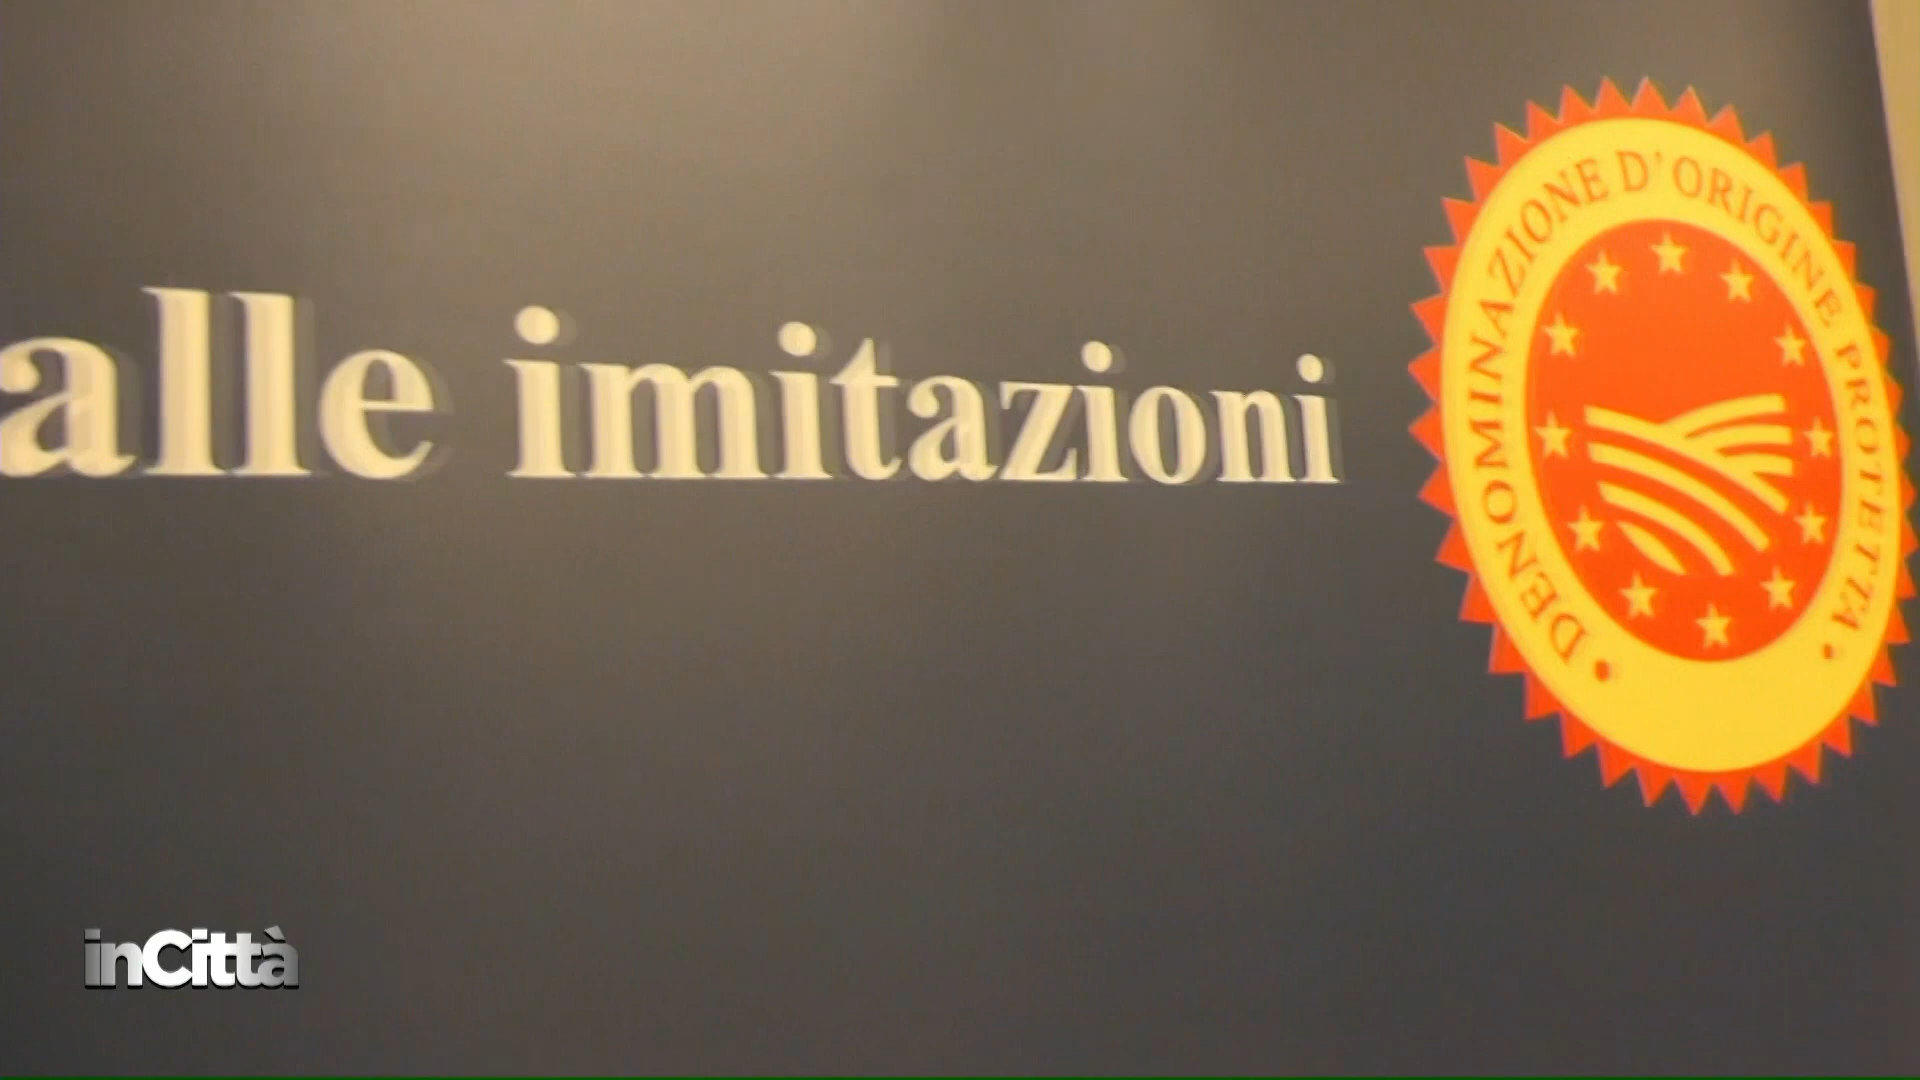 alle imitazioni
• DENOMINAZIONE D'ORIGINE PROTETTA •
inCittà